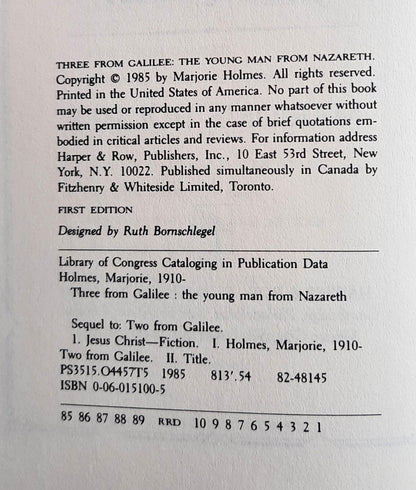 THREE FROM GALILEE: THE YOUNG MAN FROM NAZARETH.
Copyright © 1985 by Marjorie Holmes. All rights reserved.
Printed in the United States of America. No part of this book
may be used or reproduced in any manner whatsoever without
written permission except in the case of brief quotations em-
bodied in critical articles and reviews. For information address
Harper & Row, Publishers, Inc., 10 East 53rd Street, New
York, N.Y. 10022. Published simultaneously in Canada by
Fitzhenry & Whiteside Limited, Toronto.
FIRST EDITION
Designed by Ruth Bornschlegel
Library of Congress Cataloging in Publication Data
Holmes, Marjorie, 1910-
Three from Galilee : the young man from Nazareth
Sequel to: Two from Galilee.
1. Jesus Christ—Fiction. I. Holmes, Marjorie, 1910-
Two from Galilee. II. Title.
PS3515.O4457T5 1985 813'.54 82-48145
ISBN 0-06-015100-5
85 86 87 88 89 RRD 10 9 8 7 6 5 4 3 2 1